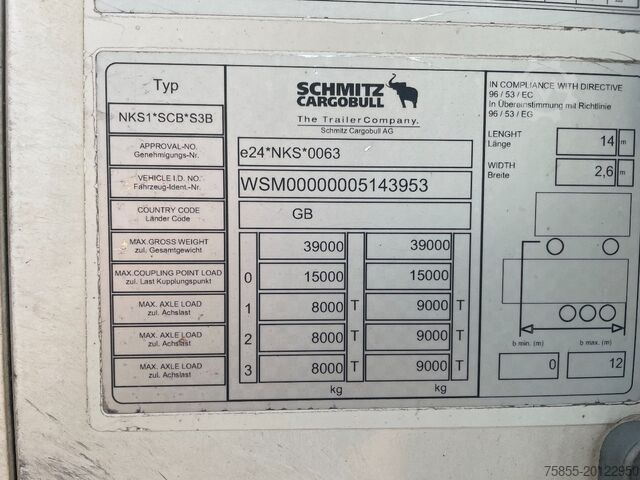 Typ
NKS1*SCB*S3B
SCHMITZ
CARGOBULL
The TrailerCompany.
Schmitz Cargobull AG
IN COMPLIANCE WITH DIRECTIVE
96 / 53 / EC
In Übereinstimmung mit Richtlinie
96 / 53 / EG
LENGHT
Länge
14 m
WIDTH
Breite
2,6 m
APPROVAL-NO.
Genehmigungs-Nr.
e24*NKS*0063
VEHICLE I.D. NO.
Fahrzeug-Ident.-Nr.
WSM00000005143953
COUNTRY CODE
Länder Code
GB
MAX.GROSS WEIGHT
zul. Gesamtgewicht
39000 39000
MAX.COUPLING POINT LOAD
zul. Last Kupplungspunkt
0 15000 15000
MAX. AXLE LOAD
zul. Achslast
1 8000 T 9000 T
MAX. AXLE LOAD
zul. Achslast
2 8000 T 9000 T
MAX. AXLE LOAD
zul. Achslast
3 8000 T 9000 T
kg kg
b min. (m) b max. (m)
0 12
75855-20122950